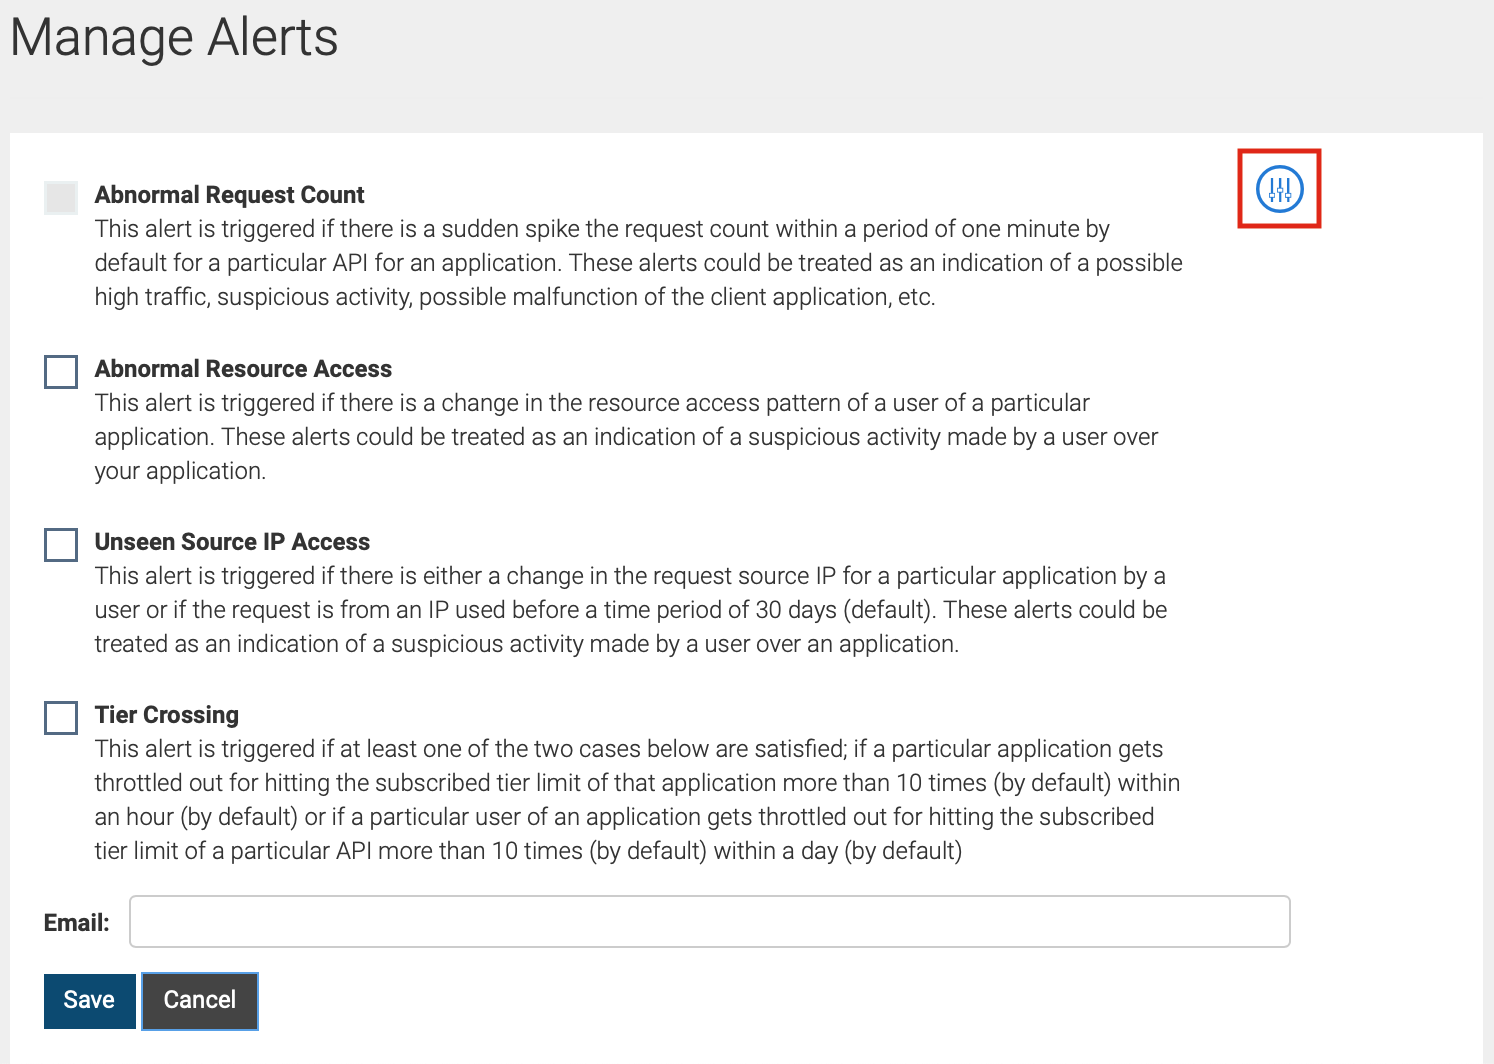 Manage Alerts
Abnormal Request Count
This alert is triggered if there is a sudden spike the request count within a period of one minute by
default for a particular API for an application. These alerts could be treated as an indication of a possible
high traffic, suspicious activity, possible malfunction of the client application, etc.
Abnormal Resource Access
This alert is triggered if there is a change in the resource access pattern of a user of a particular
application. These alerts could be treated as an indication of a suspicious activity made by a user over
your application.
Unseen Source IP Access
This alert is triggered if there is either a change in the request source IP for a particular application by a
user or if the request is from an IP used before a time period of 30 days (default). These alerts could be
treated as an indication of a suspicious activity made by a user over an application.
Tier Crossing
This alert is triggered if at least one of the two cases below are satisfied; if a particular application gets
throttled out for hitting the subscribed tier limit of that application more than 10 times (by default) within
an hour (by default) or if a particular user of an application gets throttled out for hitting the subscribed
tier limit of a particular API more than 10 times (by default) within a day (by default)
Email:
Save Cancel